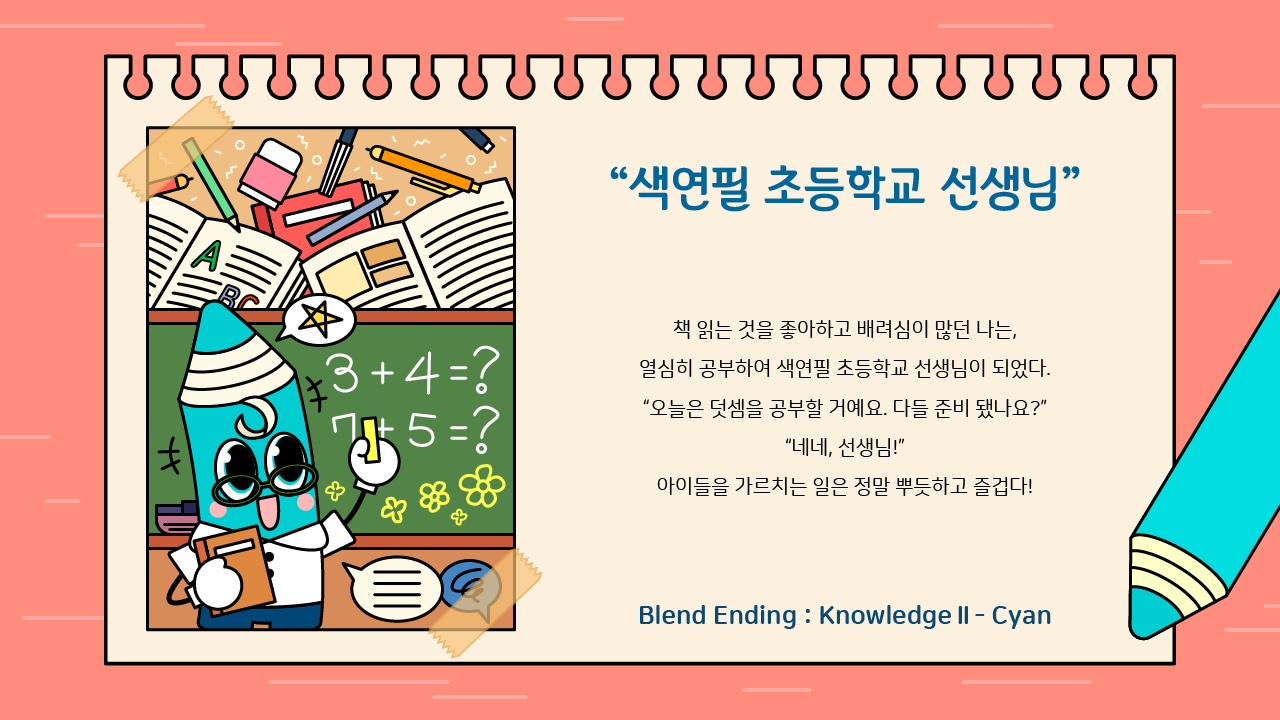 “색연필 초등학교 선생님”
A
BC
3+4=?
7+5=?
책 읽는 것을 좋아하고 배려심이 많던 나는,
열심히 공부하여 색연필 초등학교 선생님이 되었다.
“오늘은 덧셈을 공부할 거예요. 다들 준비 됐나요?”
“네네, 선생님!”
아이들을 가르치는 일은 정말 뿌듯하고 즐겁다!
Blend Ending : Knowledge Ⅱ - Cyan